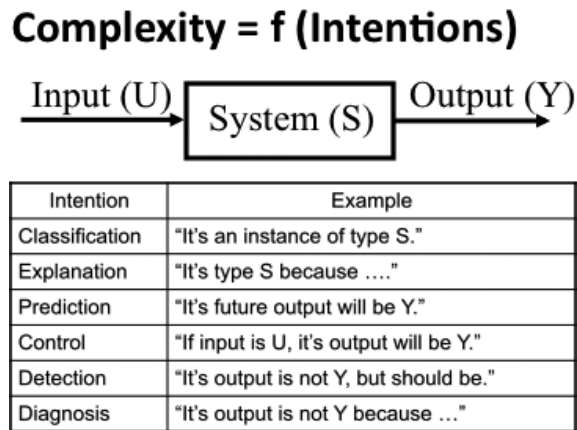 Complexity = f (Intentions)
Input (U)
System (S)
Output (Y)
Intention Example
Classification "It's an instance of type S."
Explanation "It's type S because …."
Prediction "It's future output will be Y."
Control "If input is U, it's output will be Y."
Detection "It's output is not Y, but should be."
Diagnosis "It's output is not Y because …"